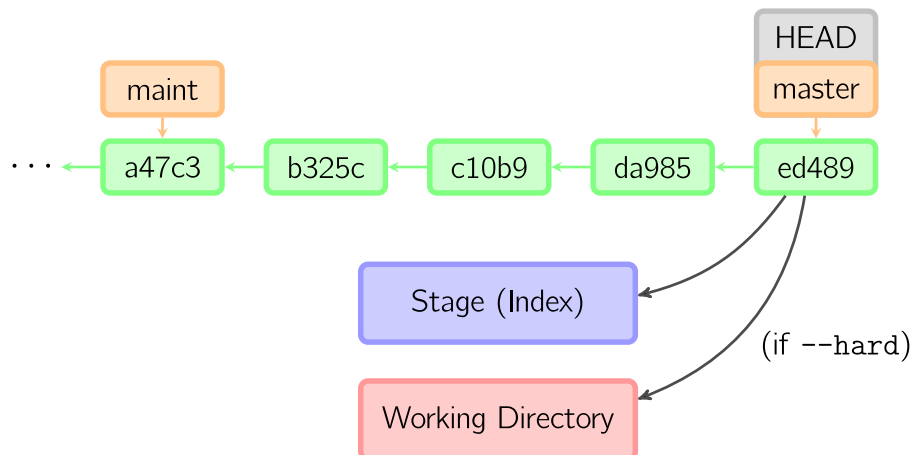 HEAD
maint
master
... a47c3 b325c c10b9 da985 ed489
Stage (Index)
(if --hard)
Working Directory